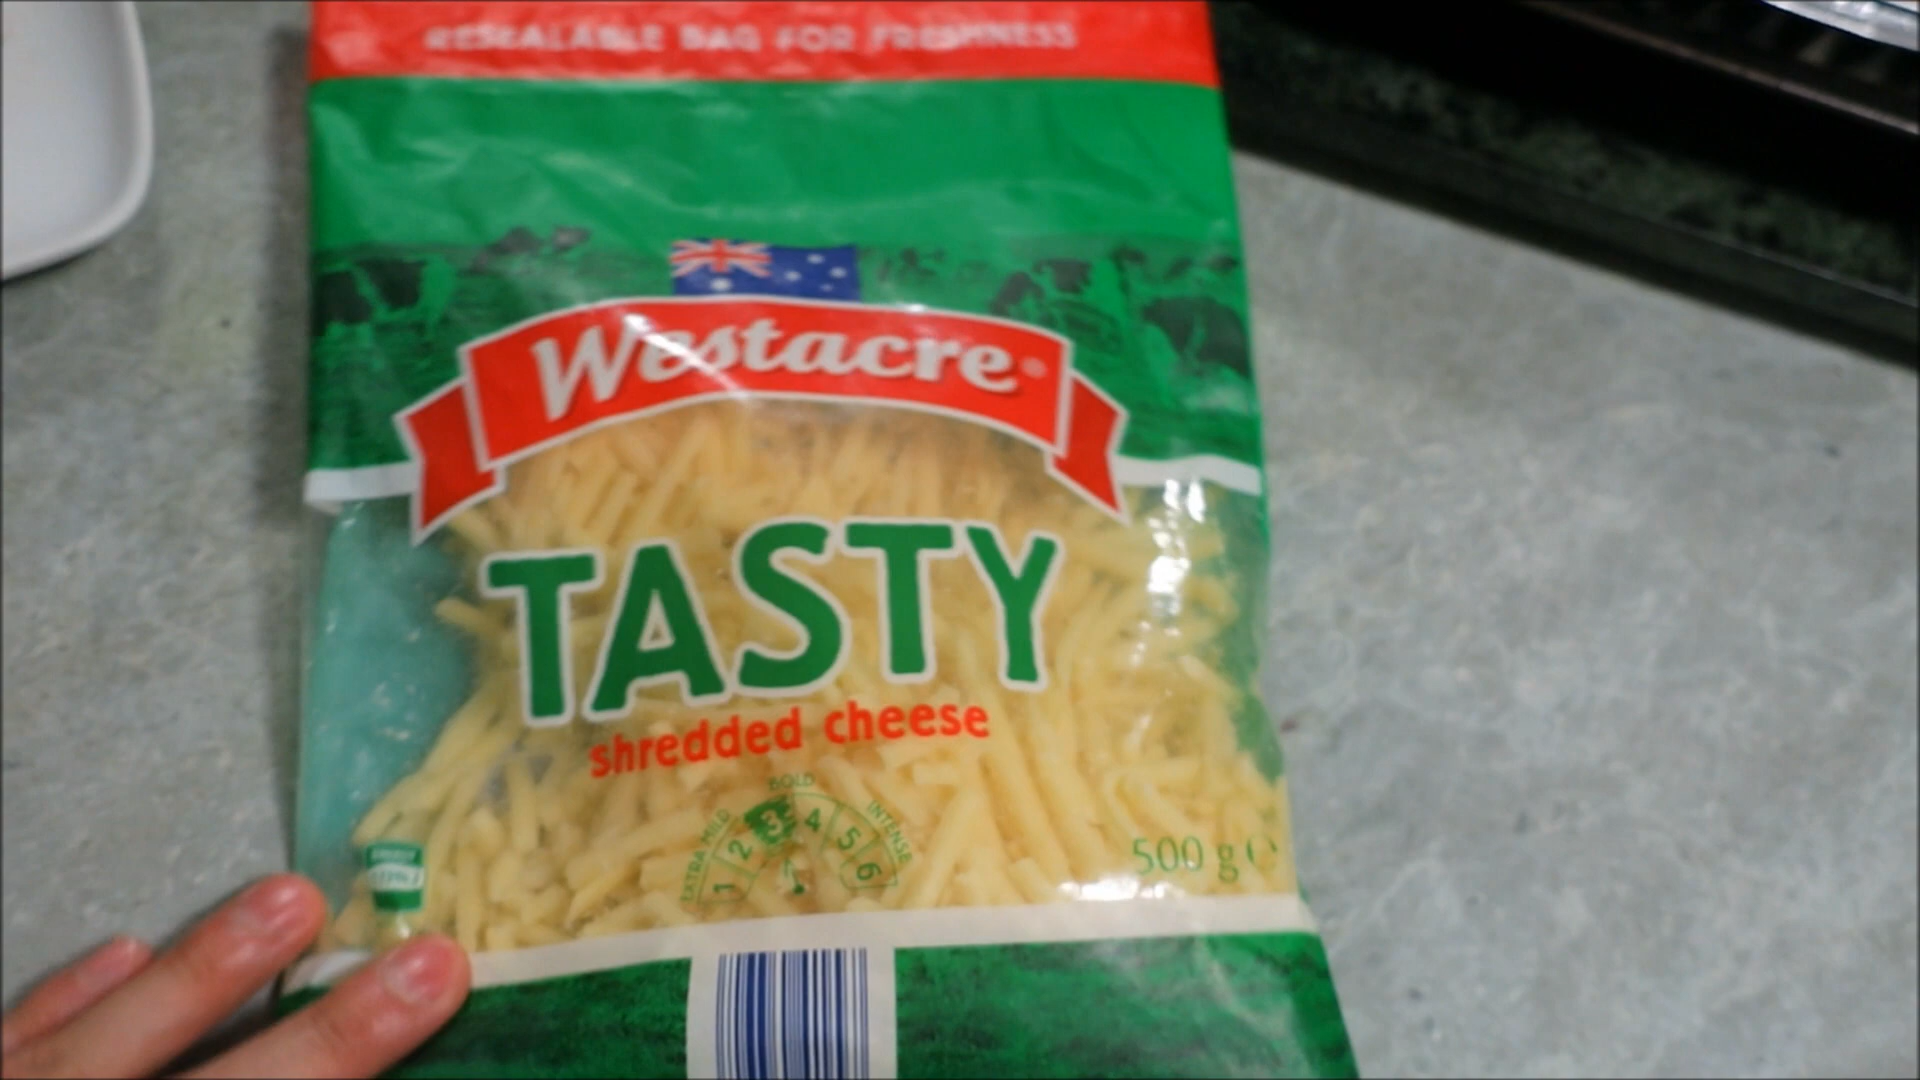 RESEALABLE BAG FOR FRESHNESS
Westacre®
TASTY
shredded cheese
EXTRA MILD BOLD INTENSE
1 2 3 4 5 6
500 g e